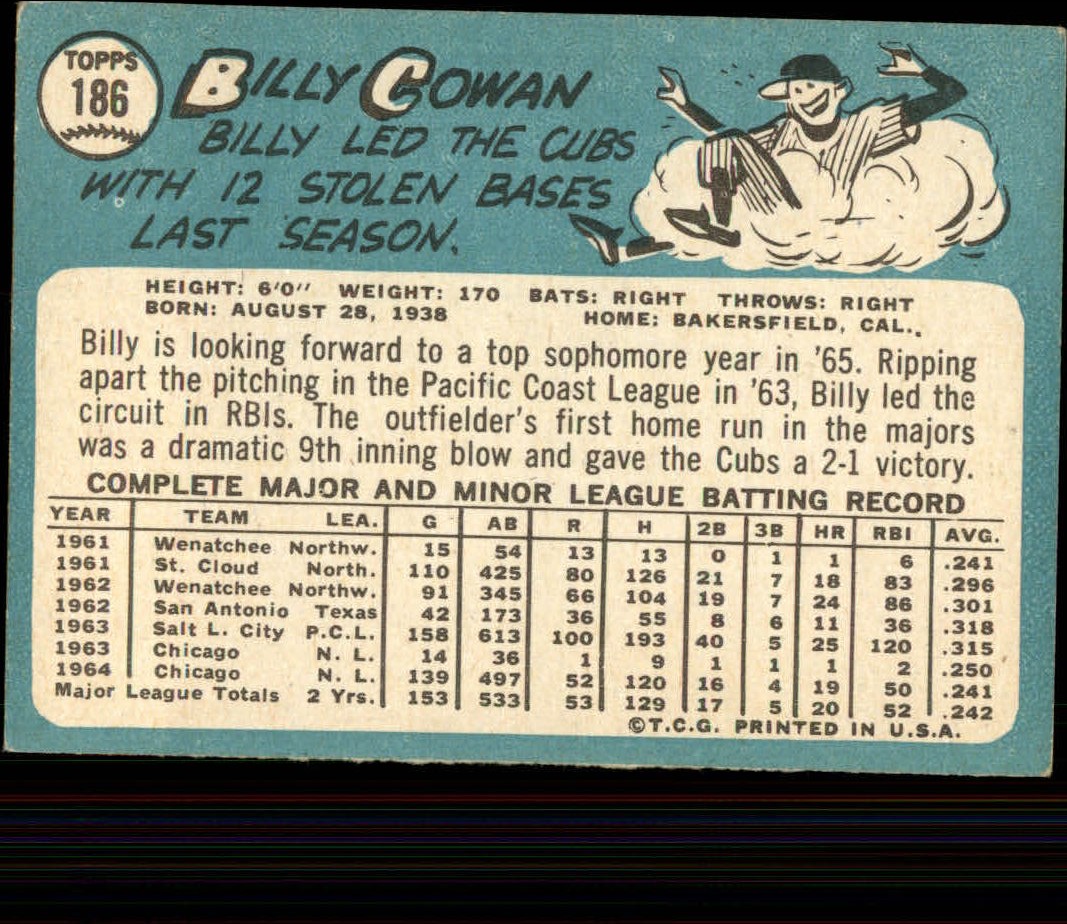 TOPPS
186
BILLY COWAN
BILLY LED THE CUBS
WITH 12 STOLEN BASES
LAST SEASON.
HEIGHT: 6'0" WEIGHT: 170 BATS: RIGHT THROWS: RIGHT
BORN: AUGUST 28, 1938 HOME: BAKERSFIELD, CAL..
Billy is looking forward to a top sophomore year in '65. Ripping
apart the pitching in the Pacific Coast League in '63, Billy led the
circuit in RBIs. The outfielder's first home run in the majors
was a dramatic 9th inning blow and gave the Cubs a 2-1 victory.
COMPLETE MAJOR AND MINOR LEAGUE BATTING RECORD
YEAR TEAM LEA. G AB R H 2B 3B HR RBI AVG.
1961 Wenatchee Northw. 15 54 13 13 0 1 1 6 .241
1961 St. Cloud North. 110 425 80 126 21 7 18 83 .296
1962 Wenatchee Northw. 91 345 66 104 19 7 24 86 .301
1962 San Antonio Texas 42 173 36 55 8 6 11 36 .318
1963 Salt L. City P.C.L. 158 613 100 193 40 5 25 120 .315
1963 Chicago N. L. 14 36 1 9 1 1 1 2 .250
1964 Chicago N. L. 139 497 52 120 16 4 19 50 .241
Major League Totals 2 Yrs. 153 533 53 129 17 5 20 52 .242
©T.C.G. PRINTED IN U.S.A.